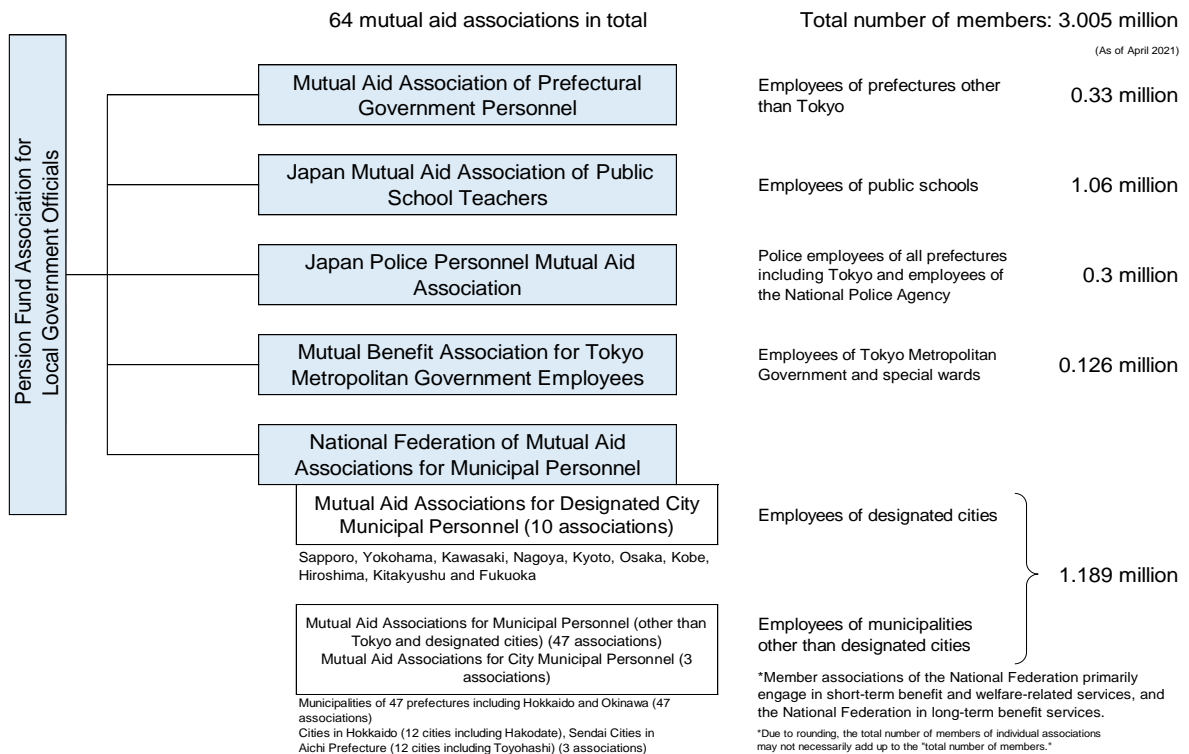 64 mutual aid associations in total
Total number of members: 3.005 million
(As of April 2021)
Pension Fund Association for
Local Government Officials
Mutual Aid Association of Prefectural
Government Personnel
Employees of prefectures other
than Tokyo
0.33 million
Japan Mutual Aid Association of Public
School Teachers
Employees of public schools
1.06 million
Japan Police Personnel Mutual Aid
Association
Police employees of all prefectures
including Tokyo and employees of
the National Police Agency
0.3 million
Mutual Benefit Association for Tokyo
Metropolitan Government Employees
Employees of Tokyo Metropolitan
Government and special wards
0.126 million
National Federation of Mutual Aid
Associations for Municipal Personnel
Mutual Aid Associations for Designated City
Municipal Personnel (10 associations)
Employees of designated cities
Sapporo, Yokohama, Kawasaki, Nagoya, Kyoto, Osaka, Kobe,
Hiroshima, Kitakyushu and Fukuoka
1.189 million
Mutual Aid Associations for Municipal Personnel (other than
Tokyo and designated cities) (47 associations)
Mutual Aid Associations for City Municipal Personnel (3
associations)
Employees of municipalities
other than designated cities
Municipalities of 47 prefectures including Hokkaido and Okinawa (47
associations)
Cities in Hokkaido (12 cities including Hakodate), Sendai Cities in
Aichi Prefecture (12 cities including Toyohashi) (3 associations)
*Member associations of the National Federation primarily
engage in short-term benefit and welfare-related services, and
the National Federation in long-term benefit services.
*Due to rounding, the total number of members of individual associations
may not necessarily add up to the "total number of members."